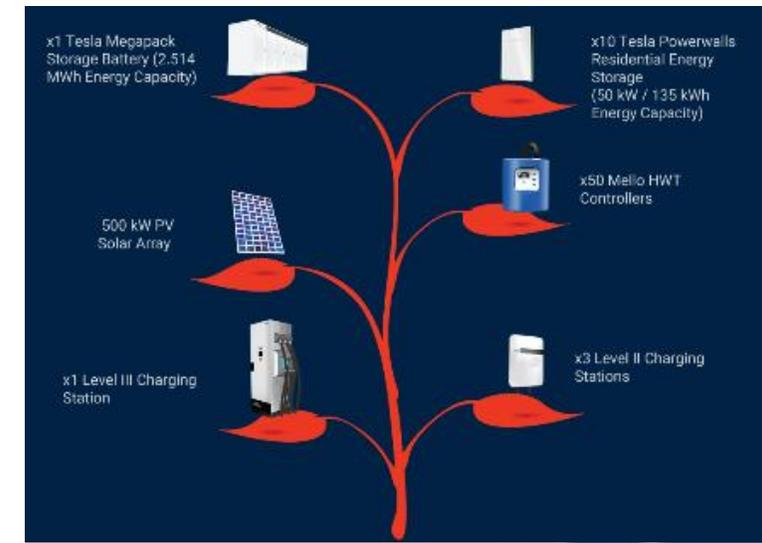 x1 Tesla Megapack
Storage Battery (2.514
MWh Energy Capacity)
x10 Tesla Powerwalls
Residential Energy
Storage
(50 kW / 135 kWh
Energy Capacity)
x50 Mello HWT
Controllers
500 kW PV
Solar Array
x1 Level III Charging
Station
x3 Level II Charging
Stations